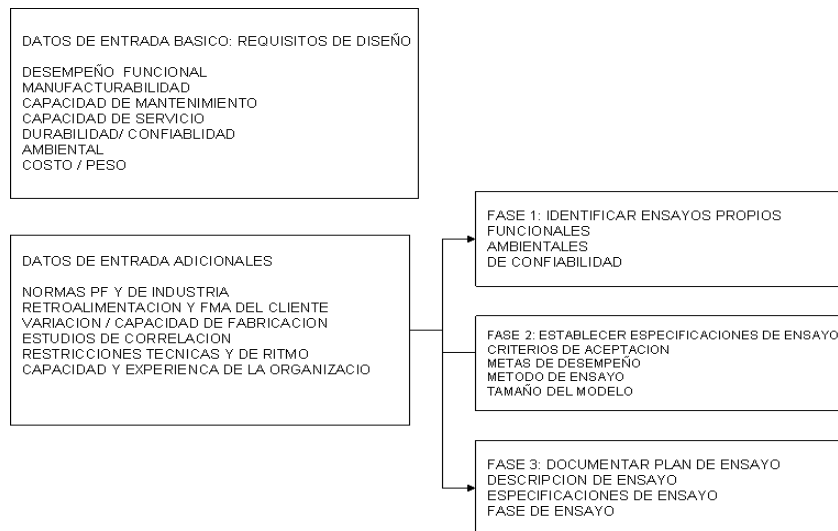 DATOS DE ENTRADA BASICO: REQUISITOS DE DISEÑO
DESEMPEÑO FUNCIONAL
MANUFACTURABILIDAD
CAPACIDAD DE MANTENIMIENTO
CAPACIDAD DE SERVICIO
DURABILIDAD/ CONFIABLIDAD
AMBIENTAL
COSTO / PESO
DATOS DE ENTRADA ADICIONALES
NORMAS PF Y DE INDUSTRIA
RETROALIMENTACION Y FMA DEL CLIENTE
VARIACION / CAPACIDAD DE FABRICACION
ESTUDIOS DE CORRELACION
RESTRICCIONES TECNICAS Y DE RITMO
CAPACIDAD Y EXPERIENCA DE LA ORGANIZACIO
FASE 1: IDENTIFICAR ENSAYOS PROPIOS
FUNCIONALES
AMBIENTALES
DE CONFIABILIDAD
FASE 2: ESTABLECER ESPECIFICACIONES DE ENSAYO
CRITERIOS DE ACEPTACION
METAS DE DESEMPEÑO
METODO DE ENSAYO
TAMAÑO DEL MODELO
FASE 3: DOCUMENTAR PLAN DE ENSAYO
DESCRIPCION DE ENSAYO
ESPECIFICACIONES DE ENSAYO
FASE DE ENSAYO